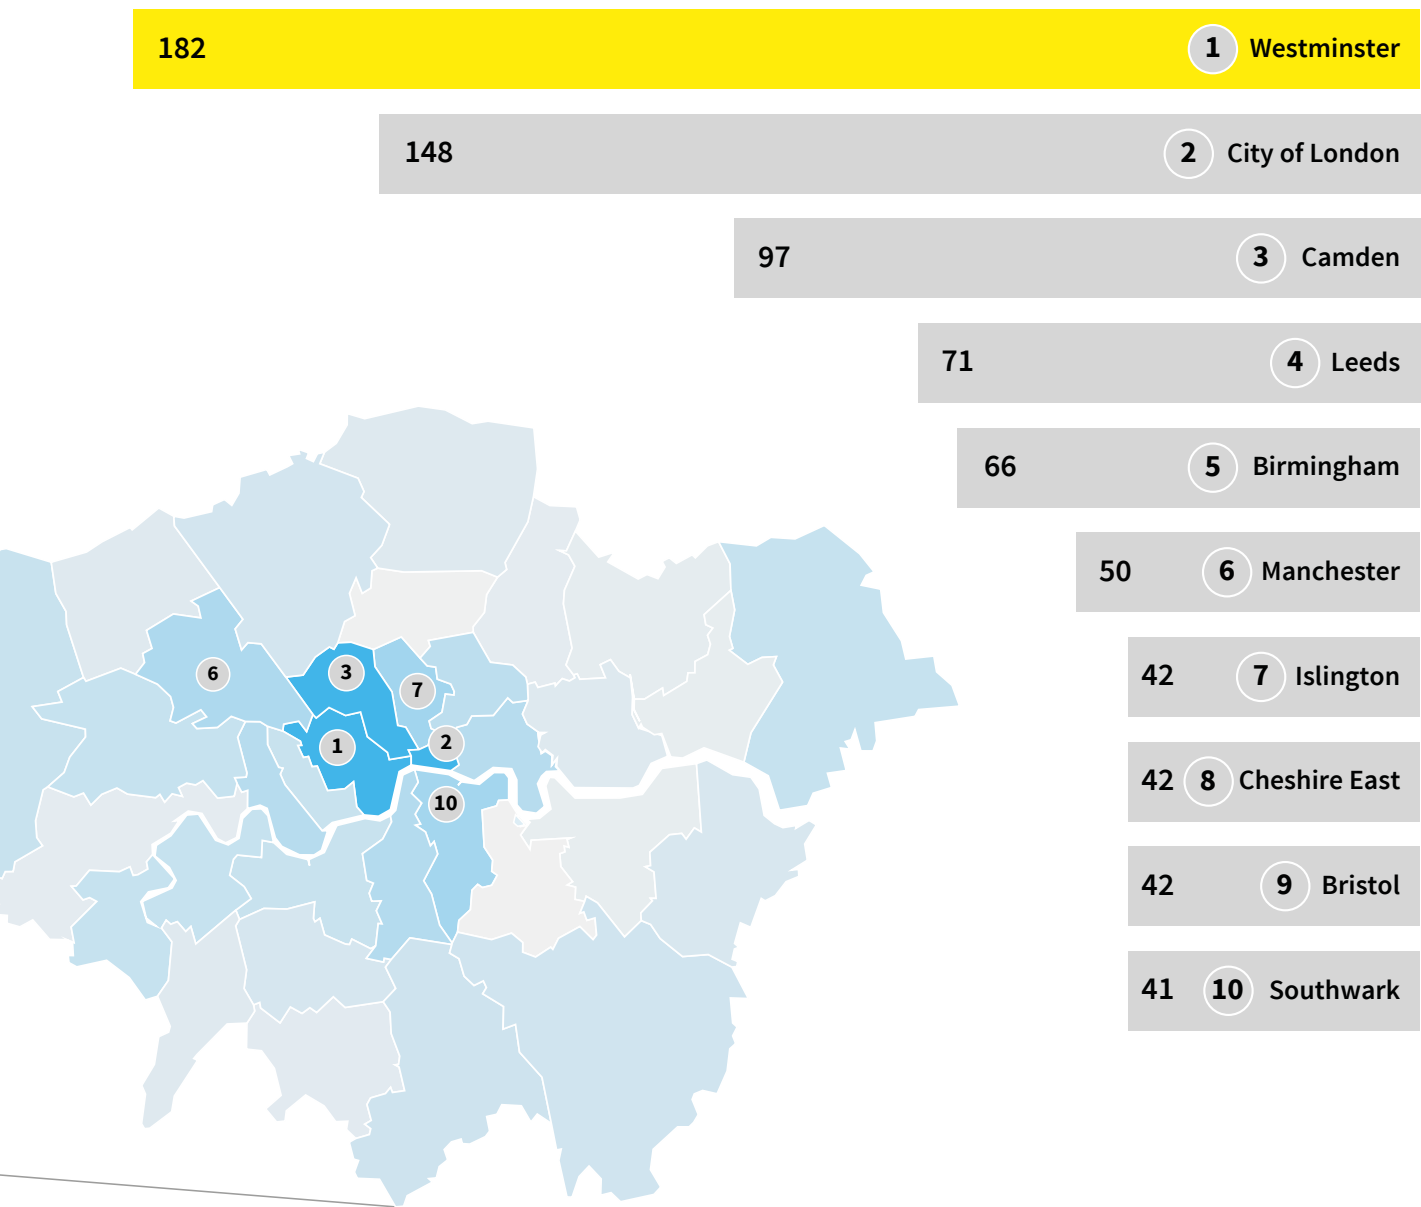 182 1 Westminster
148 2 City of London
97 3 Camden
71 4 Leeds
66 5 Birmingham
50 6 Manchester
42 7 Islington
42 8 Cheshire East
42 9 Bristol
41 10 Southwark
6
3
7
1
2
10